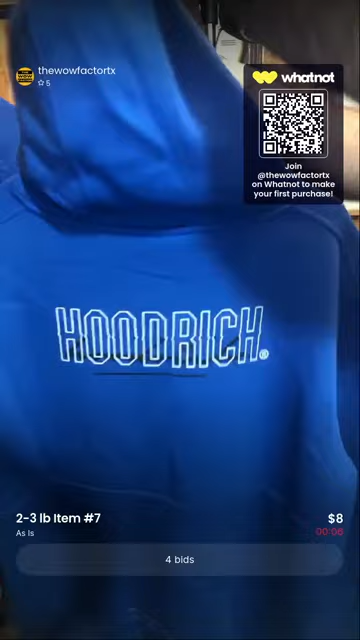 thewowfactortx
☆5
whatnot
Join
@thewowfactortx
on Whatnot to make
your first purchase!
HOODRICH®
2-3 lb Item #7
$8
As Is
00:06
4 bids